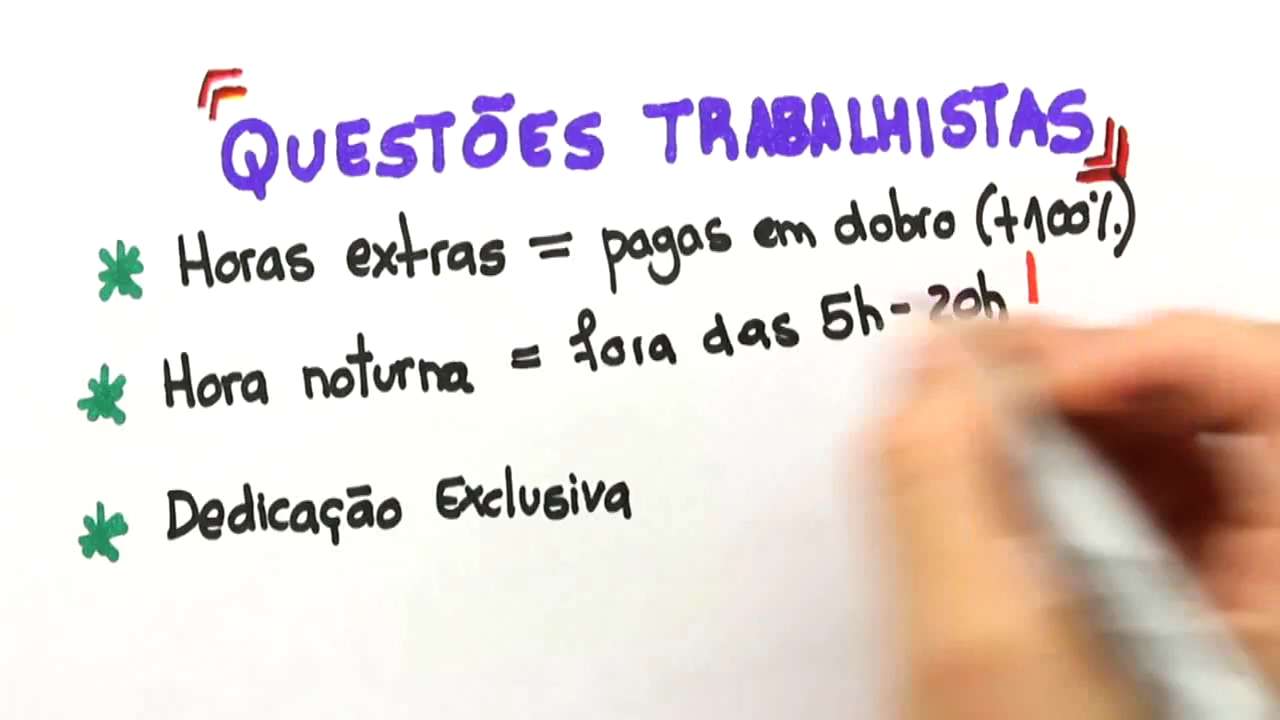 QUESTÕES TRABALHISTAS
* Horas extras = pagas em dobro (+100%)
* Hora noturna = fora das 5h - 20h
* Dedicação Exclusiva